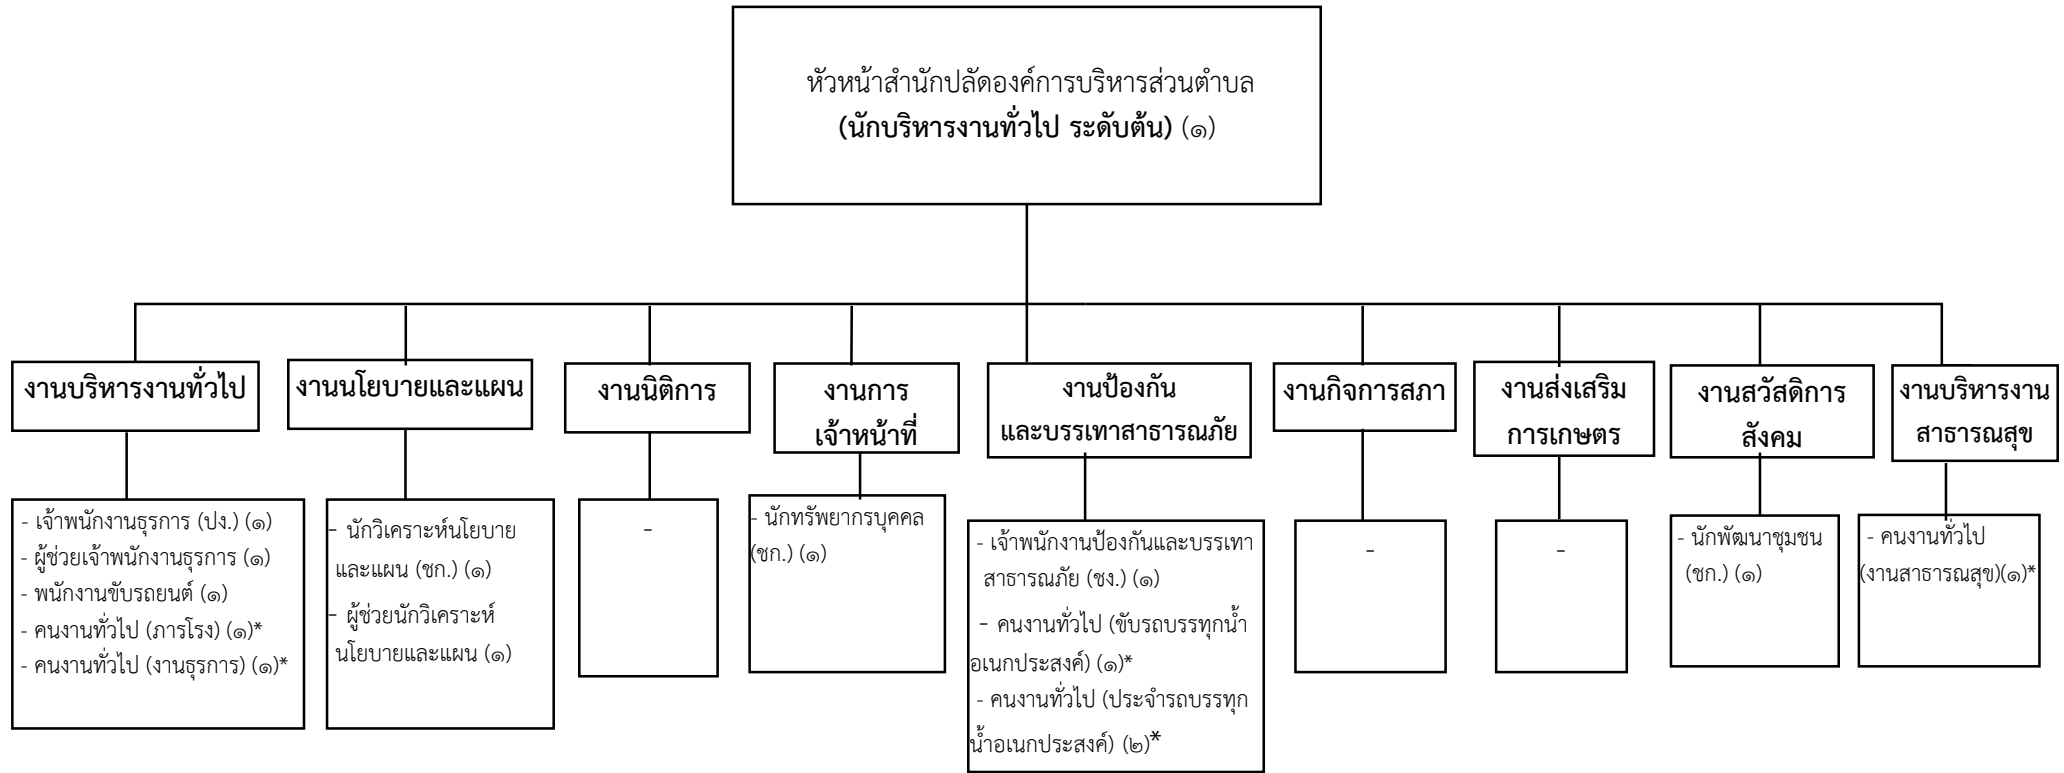 หัวหน้าสำนักปลัดองค์การบริหารส่วนตำบล
(นักบริหารงานทั่วไป ระดับต้น) (๑)
งานบริหารงานทั่วไป
- เจ้าพนักงานธุรการ (ปง.) (๑)
- ผู้ช่วยเจ้าพนักงานธุรการ (๑)
- พนักงานขับรถยนต์ (๑)
- คนงานทั่วไป (ภารโรง) (๑)*
- คนงานทั่วไป (งานธุรการ) (๑)*
งานนโยบายและแผน
- นักวิเคราะห์นโยบาย
และแผน (ชก.) (๑)
- ผู้ช่วยนักวิเคราะห์
นโยบายและแผน (๑)
งานนิติการ
-
งานการ
เจ้าหน้าที่
- นักทรัพยากรบุคคล
(ชก.) (๑)
งานป้องกัน
และบรรเทาสาธารณภัย
- เจ้าพนักงานป้องกันและบรรเทา
สาธารณภัย (ชง.) (๑)
- คนงานทั่วไป (ขับรถบรรทุกน้ำ
อเนกประสงค์) (๑)*
- คนงานทั่วไป (ประจำรถบรรทุก
น้ำอเนกประสงค์) (๒)*
งานกิจการสภา
-
งานส่งเสริม
การเกษตร
-
งานสวัสดิการ
สังคม
- นักพัฒนาชุมชน
(ชก.) (๑)
งานบริหารงาน
สาธารณสุข
- คนงานทั่วไป
(งานสาธารณสุข)(๑)*